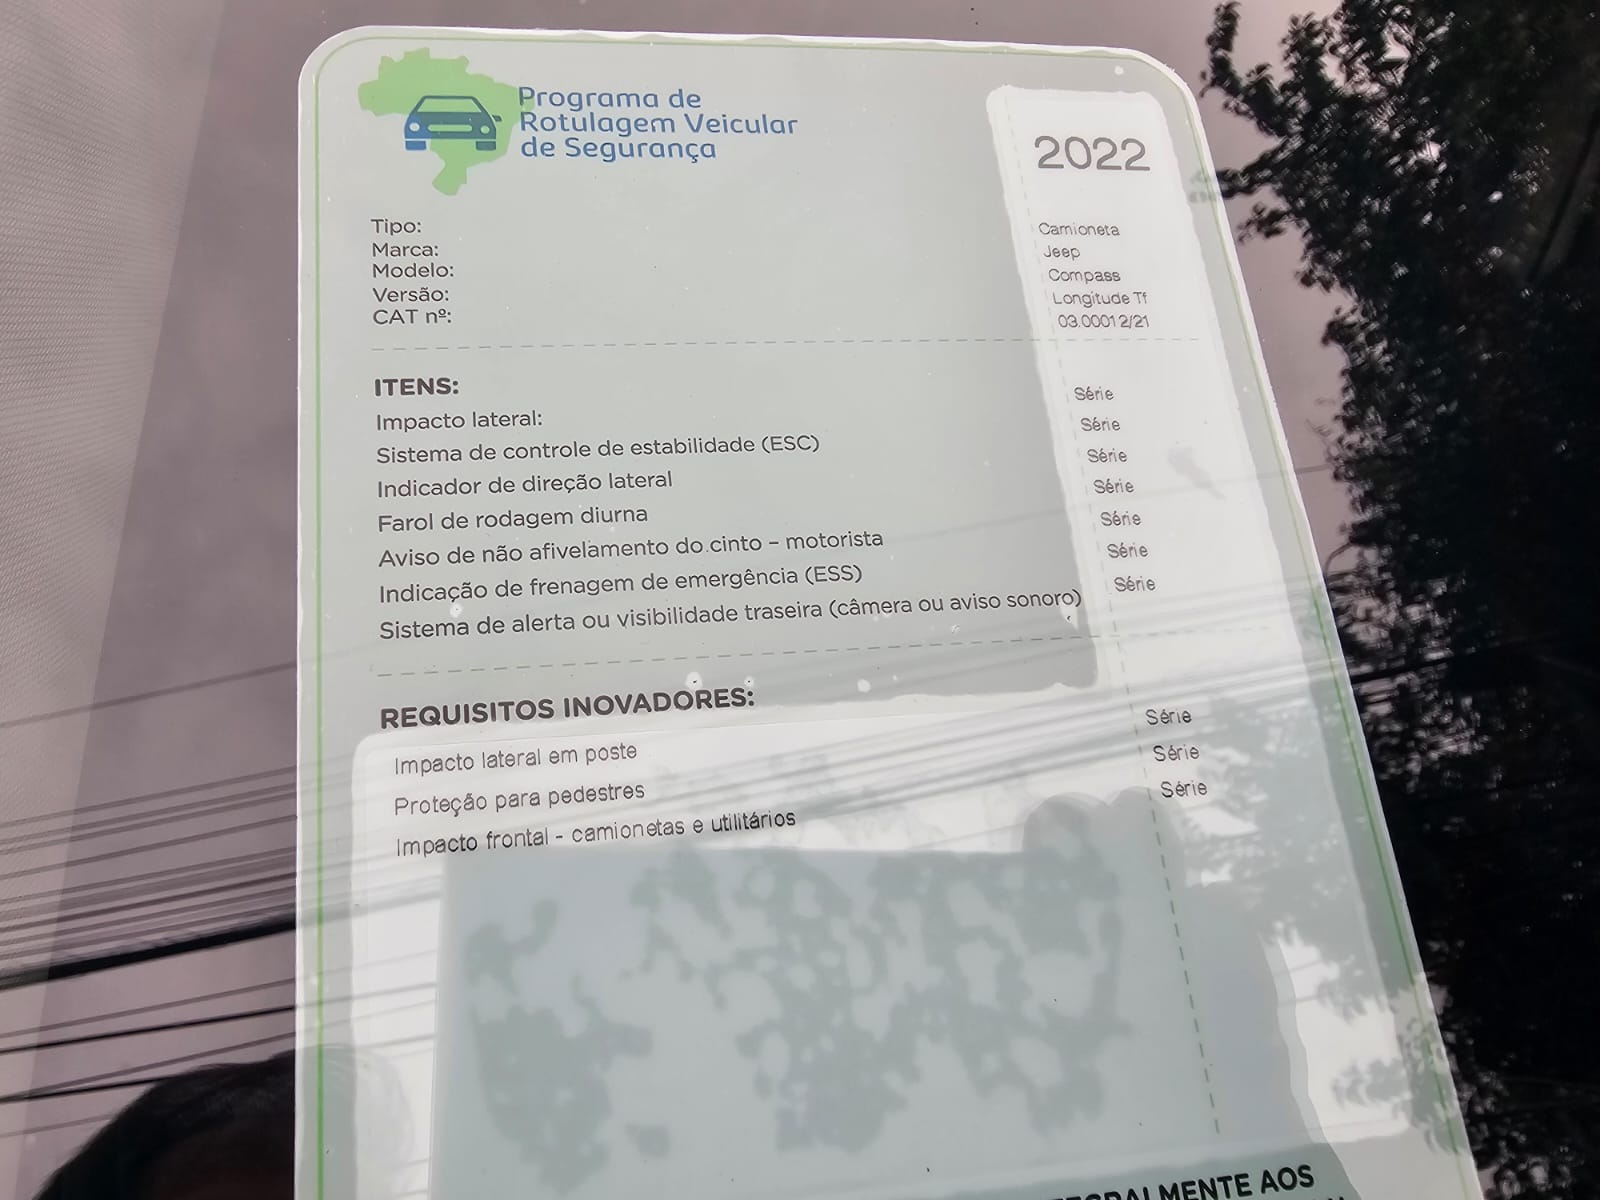 Programa de
Rotulagem Veicular
de Segurança
2022
Tipo: Camioneta
Marca: Jeep
Modelo: Compass
Versão: Longitude Tf
CAT nº: 03.00012/21
ITENS:
Impacto lateral: Série
Sistema de controle de estabilidade (ESC) Série
Indicador de direção lateral Série
Farol de rodagem diurna Série
Aviso de não afivelamento do cinto – motorista Série
Indicação de frenagem de emergência (ESS) Série
Sistema de alerta ou visibilidade traseira (câmera ou aviso sonoro) Série
REQUISITOS INOVADORES:
Impacto lateral em poste Série
Proteção para pedestres Série
Impacto frontal - camionetas e utilitários Série
AOS